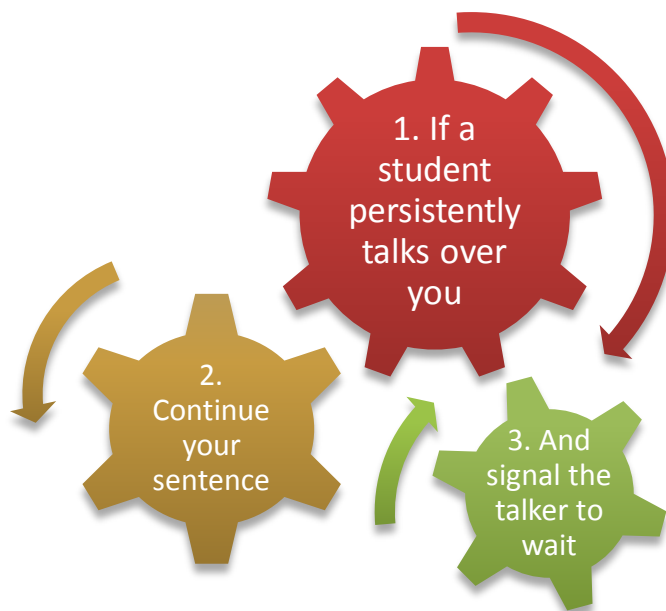 1. If a
student
persistently
talks over
you
2.
Continue
your
sentence
3. And
signal the
talker to
wait